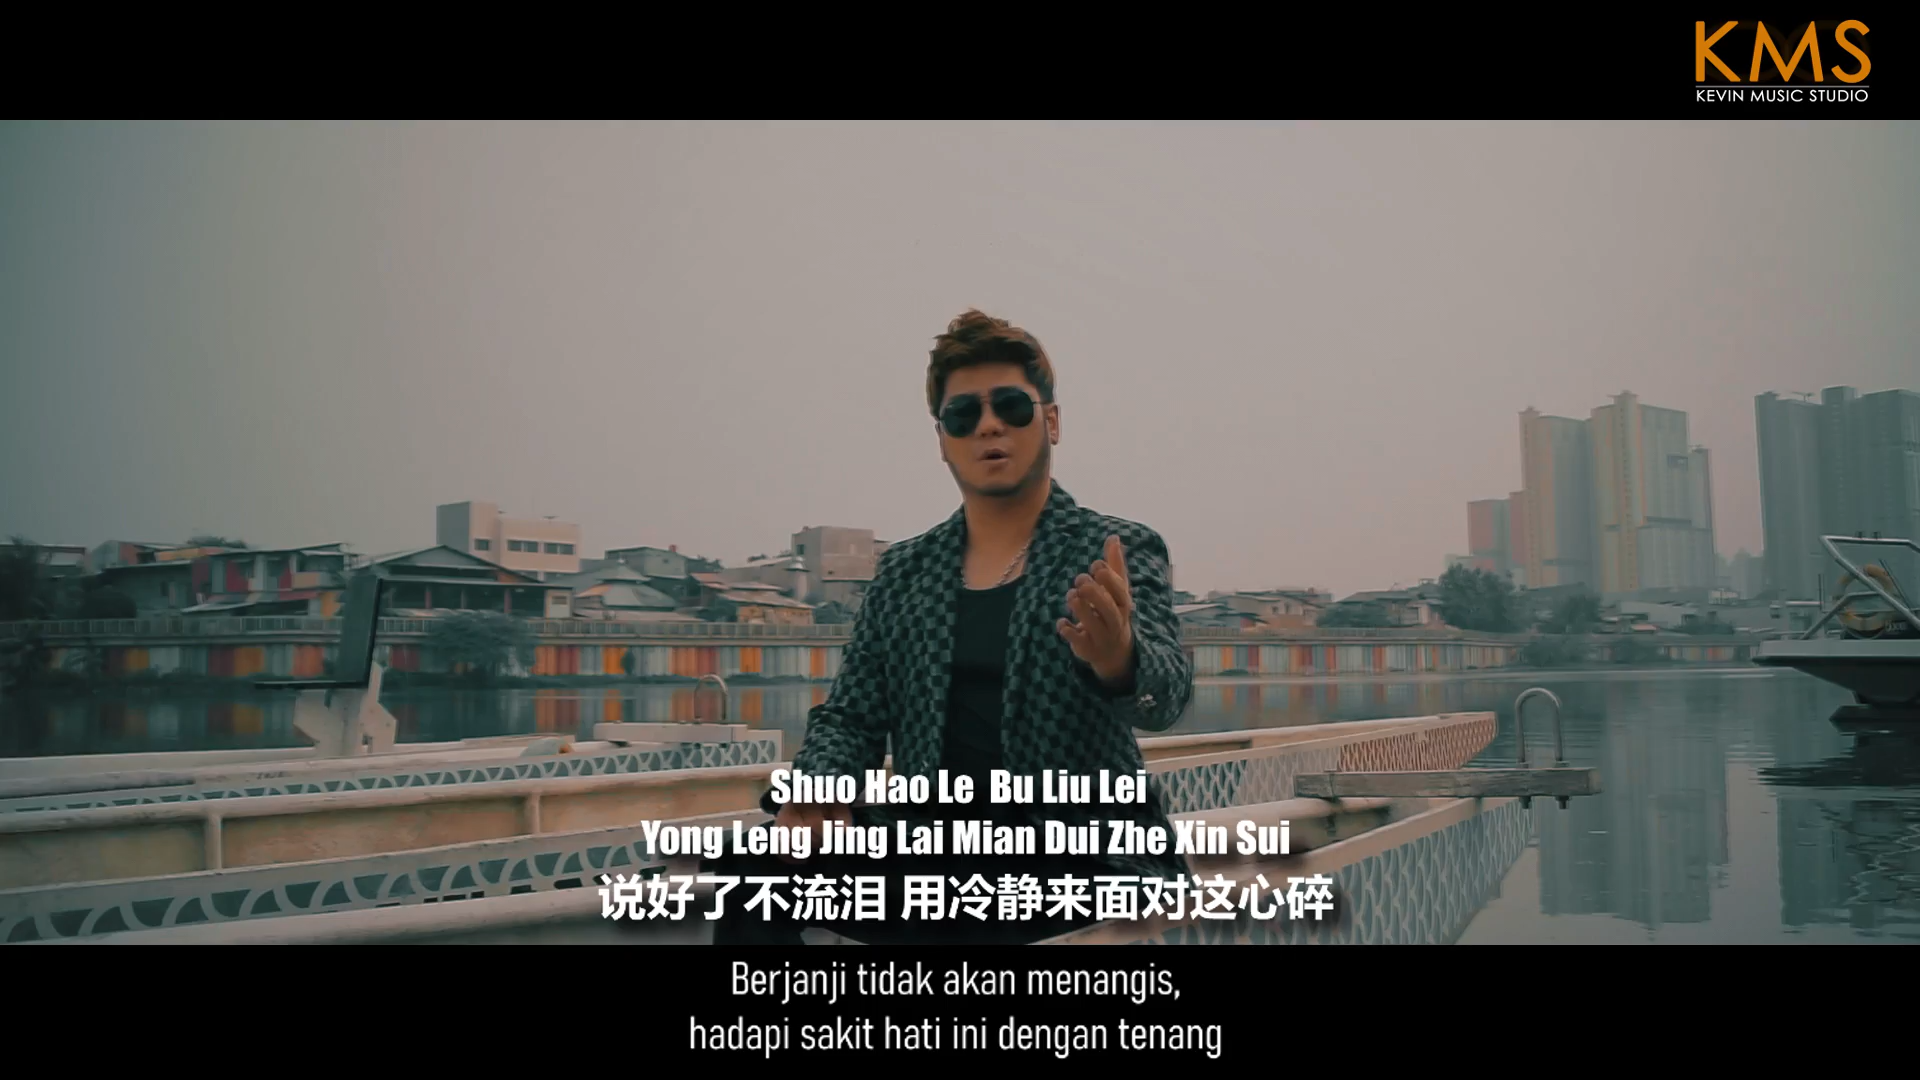 KMS
KEVIN MUSIC STUDIO
Shuo Hao Le  Bu Liu Lei
Yong Leng Jing Lai Mian Dui Zhe Xin Sui
说好了不流泪 用冷静来面对这心碎
Berjanji tidak akan menangis,
hadapi sakit hati ini dengan tenang